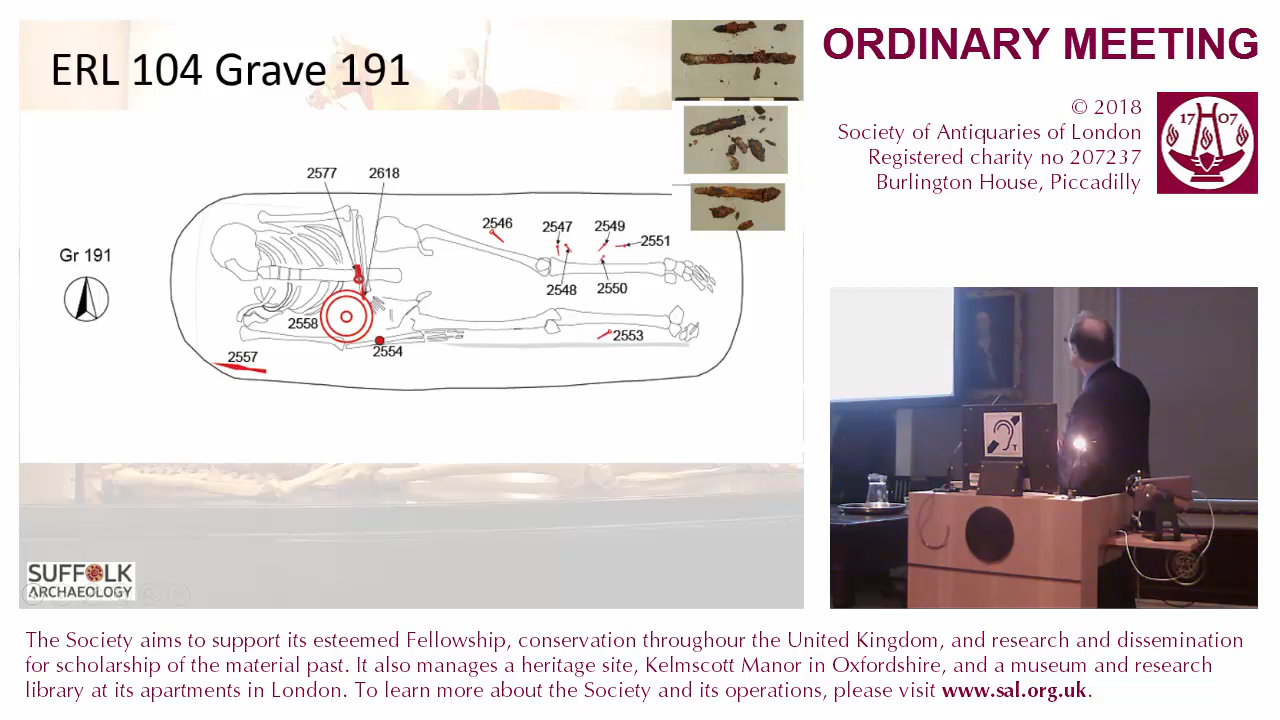 ERL 104 Grave 191
2577
2618
Gr 191
2546
2547
2549
2551
2548
2550
2558
2554
2553
2557
SUFFOLK
ARCHAEOLOGY
ORDINARY MEETING
© 2018
Society of Antiquaries of London
Registered charity no 207237
Burlington House, Piccadilly
17 07
T
The Society aims to support its esteemed Fellowship, conservation throughour the United Kingdom, and research and dissemination
for scholarship of the material past. It also manages a heritage site, Kelmscott Manor in Oxfordshire, and a museum and research
library at its apartments in London. To learn more about the Society and its operations, please visit www.sal.org.uk.